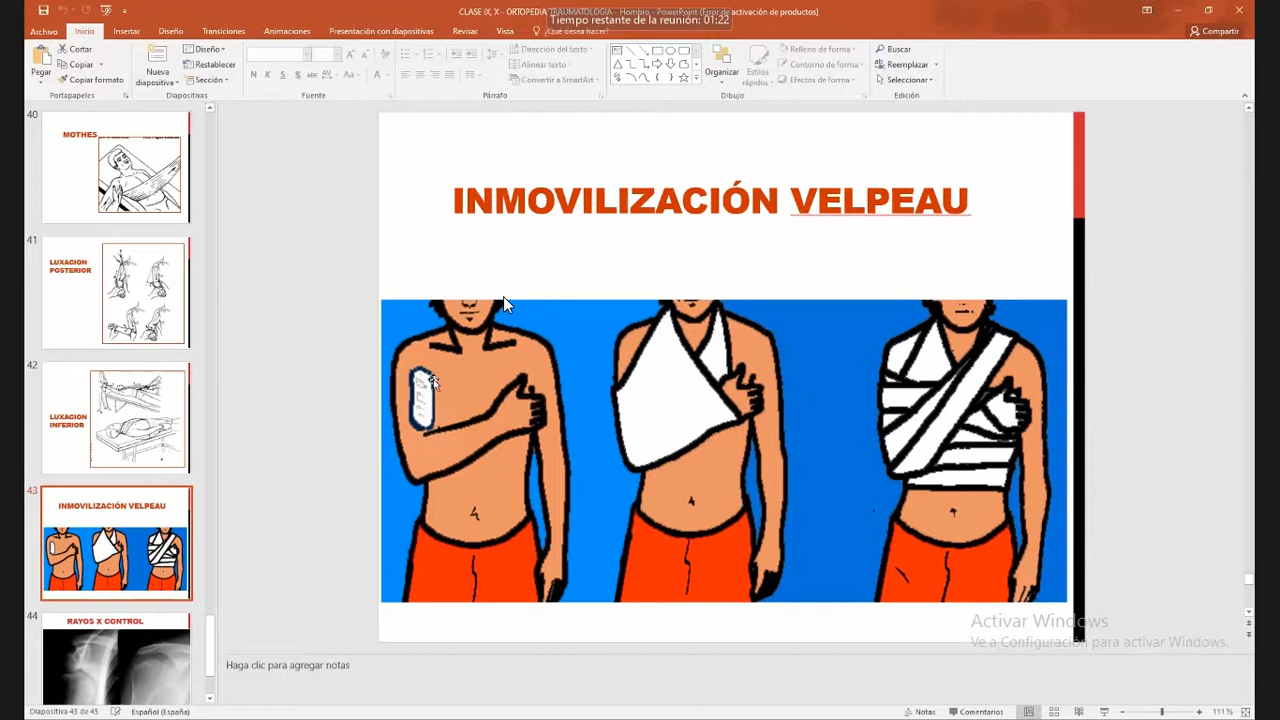 CLASE IX, X - ORTOPEDIA TRAUMATOLOGIA - Hombro - PowerPoint (Error de activación de productos)
Tiempo restante de la reunión: 01:22
Archivo Inicio Insertar Diseño Transiciones Animaciones Presentación con diapositivas Revisar Vista ¿Qué desea hacer? Compartir
Pegar
Cortar
Copiar
Copiar formato
Portapapeles
Nueva diapositiva
Diseño
Restablecer
Sección
Diapositivas
N K S abc AV Aa A
Fuente
Dirección del texto
Alinear texto
Convertir a SmartArt
Párrafo
Organizar
Estilos rápidos
Relleno de forma
Contorno de forma
Efectos de forma
Dibujo
Buscar
Reemplazar
Seleccionar
Edición
40
MOTHES
41
LUXACION
POSTERIOR
42
LUXACION
INFERIOR
43
INMOVILIZACIÓN VELPEAU
44
RAYOS X CONTROL
INMOVILIZACIÓN VELPEAU
Activar Windows
Ve a Configuración para activar Windows.
Haga clic para agregar notas
Diapositiva 43 de 45 Español (España) Notas Comentarios 111%